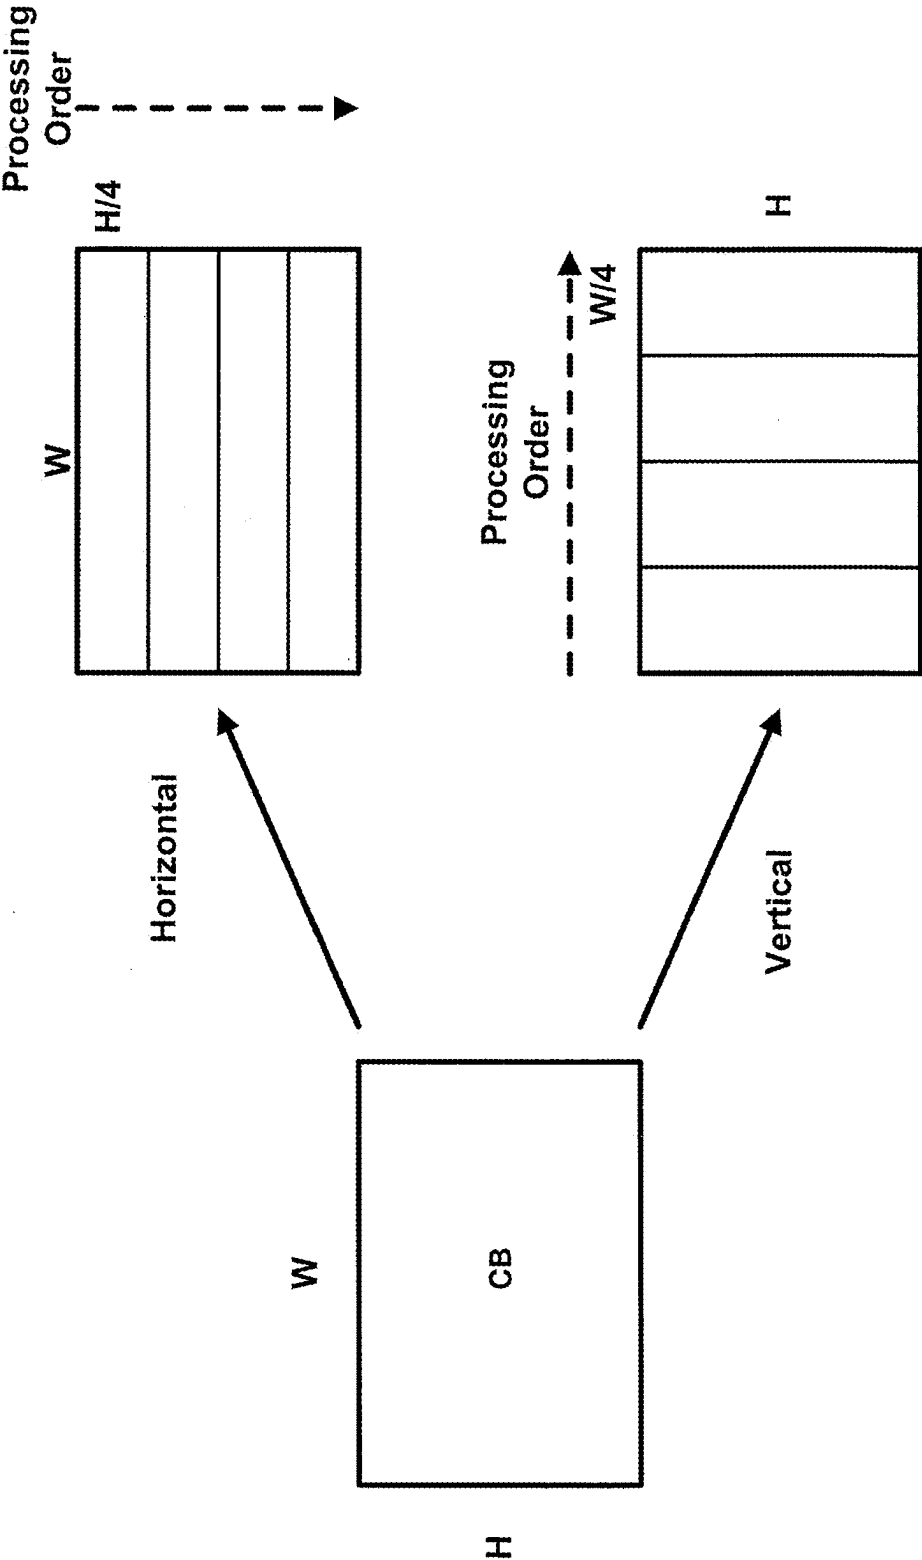 H
W
CB
Horizontal
Vertical
W
H/4
Processing
Order
Processing
Order
W/4
H